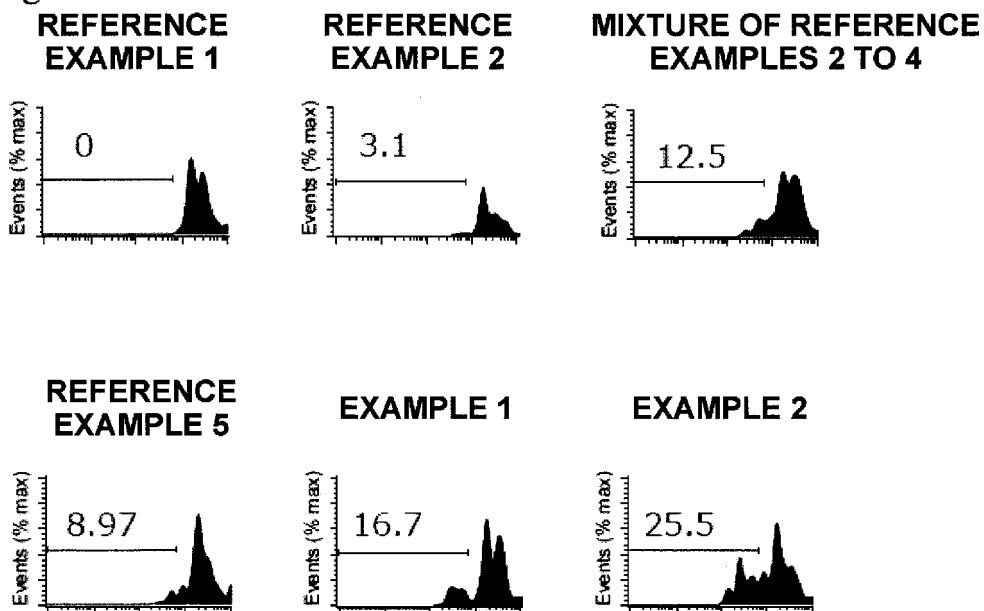 REFERENCE
EXAMPLE 1
REFERENCE
EXAMPLE 2
MIXTURE OF REFERENCE
EXAMPLES 2 TO 4
Events (% max)
0
Events (% max)
3.1
Events (% max)
12.5
REFERENCE
EXAMPLE 5
EXAMPLE 1
EXAMPLE 2
Events (% max)
8.97
Events (% max)
16.7
Events (% max)
25.5